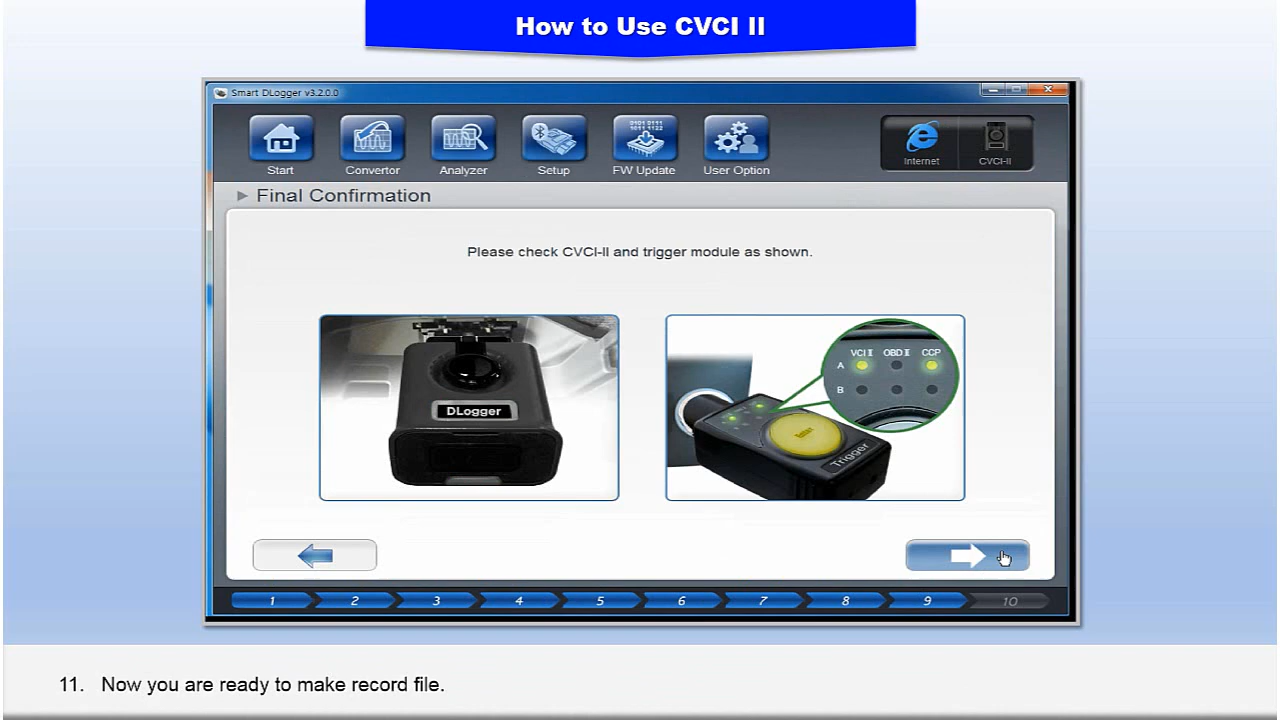 How to Use CVCI II
Smart DLogger v3.2.0.0
Start
Convertor
Analyzer
Setup
FW Update
User Option
Internet
CVCI-II
Final Confirmation
Please check CVCI-II and trigger module as shown.
DLogger
VCI II OBD II CCP
A
B
Trigger
1 2 3 4 5 6 7 8 9 10
11. Now you are ready to make record file.